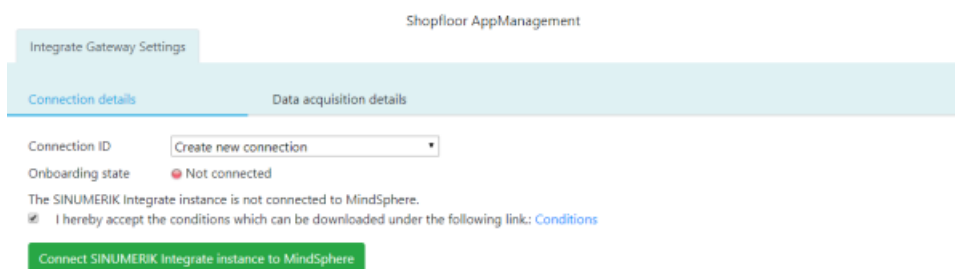 Shopfloor AppManagement
Integrate Gateway Settings
Connection details Data acquisition details
Connection ID Create new connection
Onboarding state Not connected
The SINUMERIK Integrate instance is not connected to MindSphere.
I hereby accept the conditions which can be downloaded under the following link.: Conditions
Connect SINUMERIK Integrate instance to MindSphere